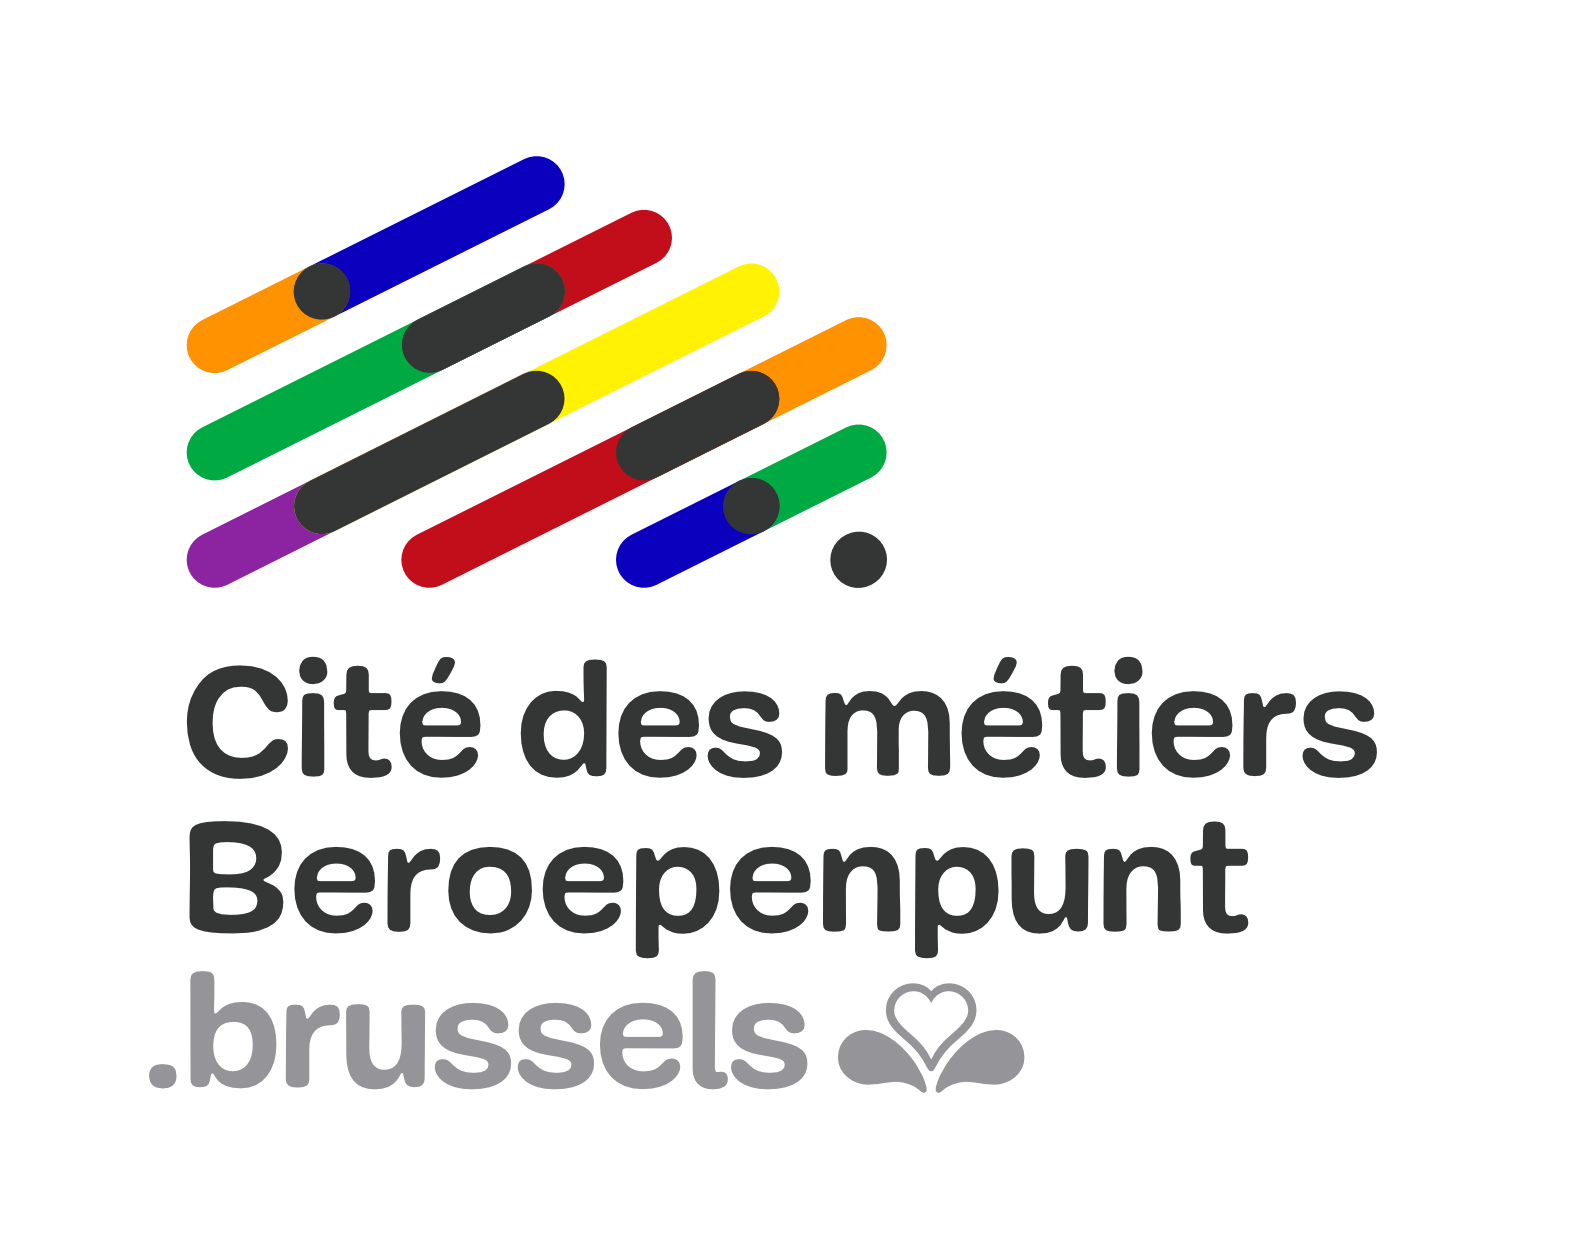 Cité des métiers
Beroepenpunt
.brussels